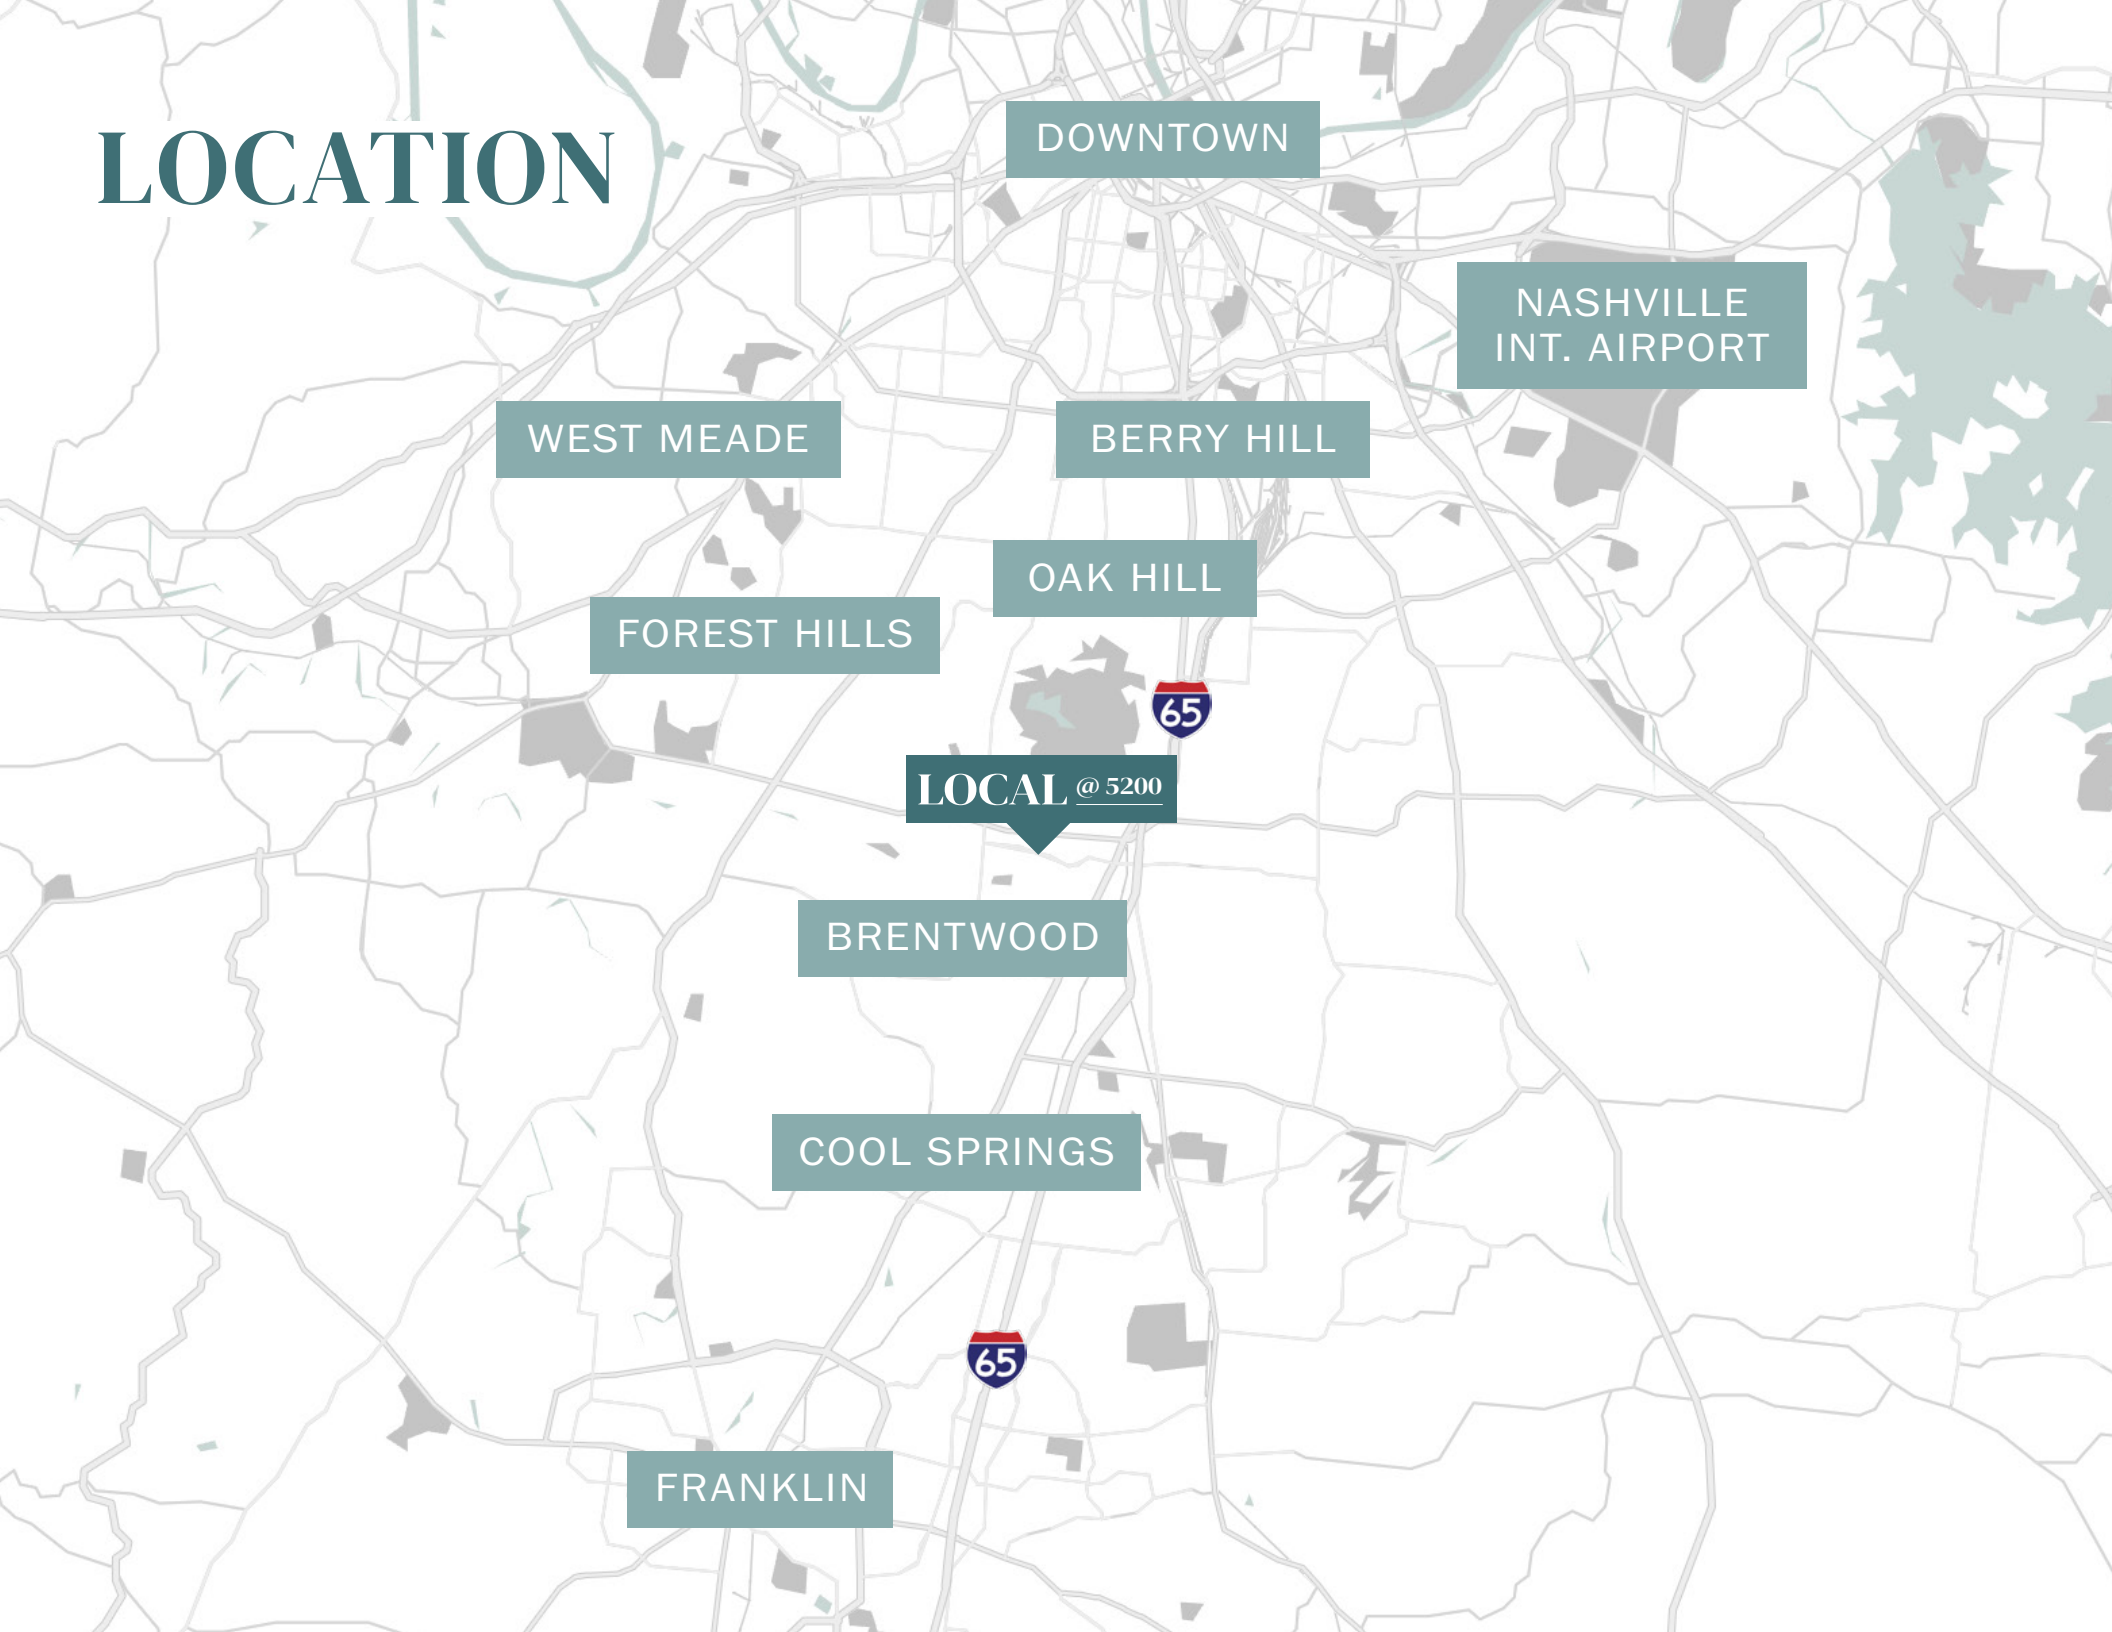 LOCATION
DOWNTOWN
NASHVILLE
INT. AIRPORT
WEST MEADE
BERRY HILL
OAK HILL
FOREST HILLS
65
LOCAL @ 5200
BRENTWOOD
COOL SPRINGS
65
FRANKLIN